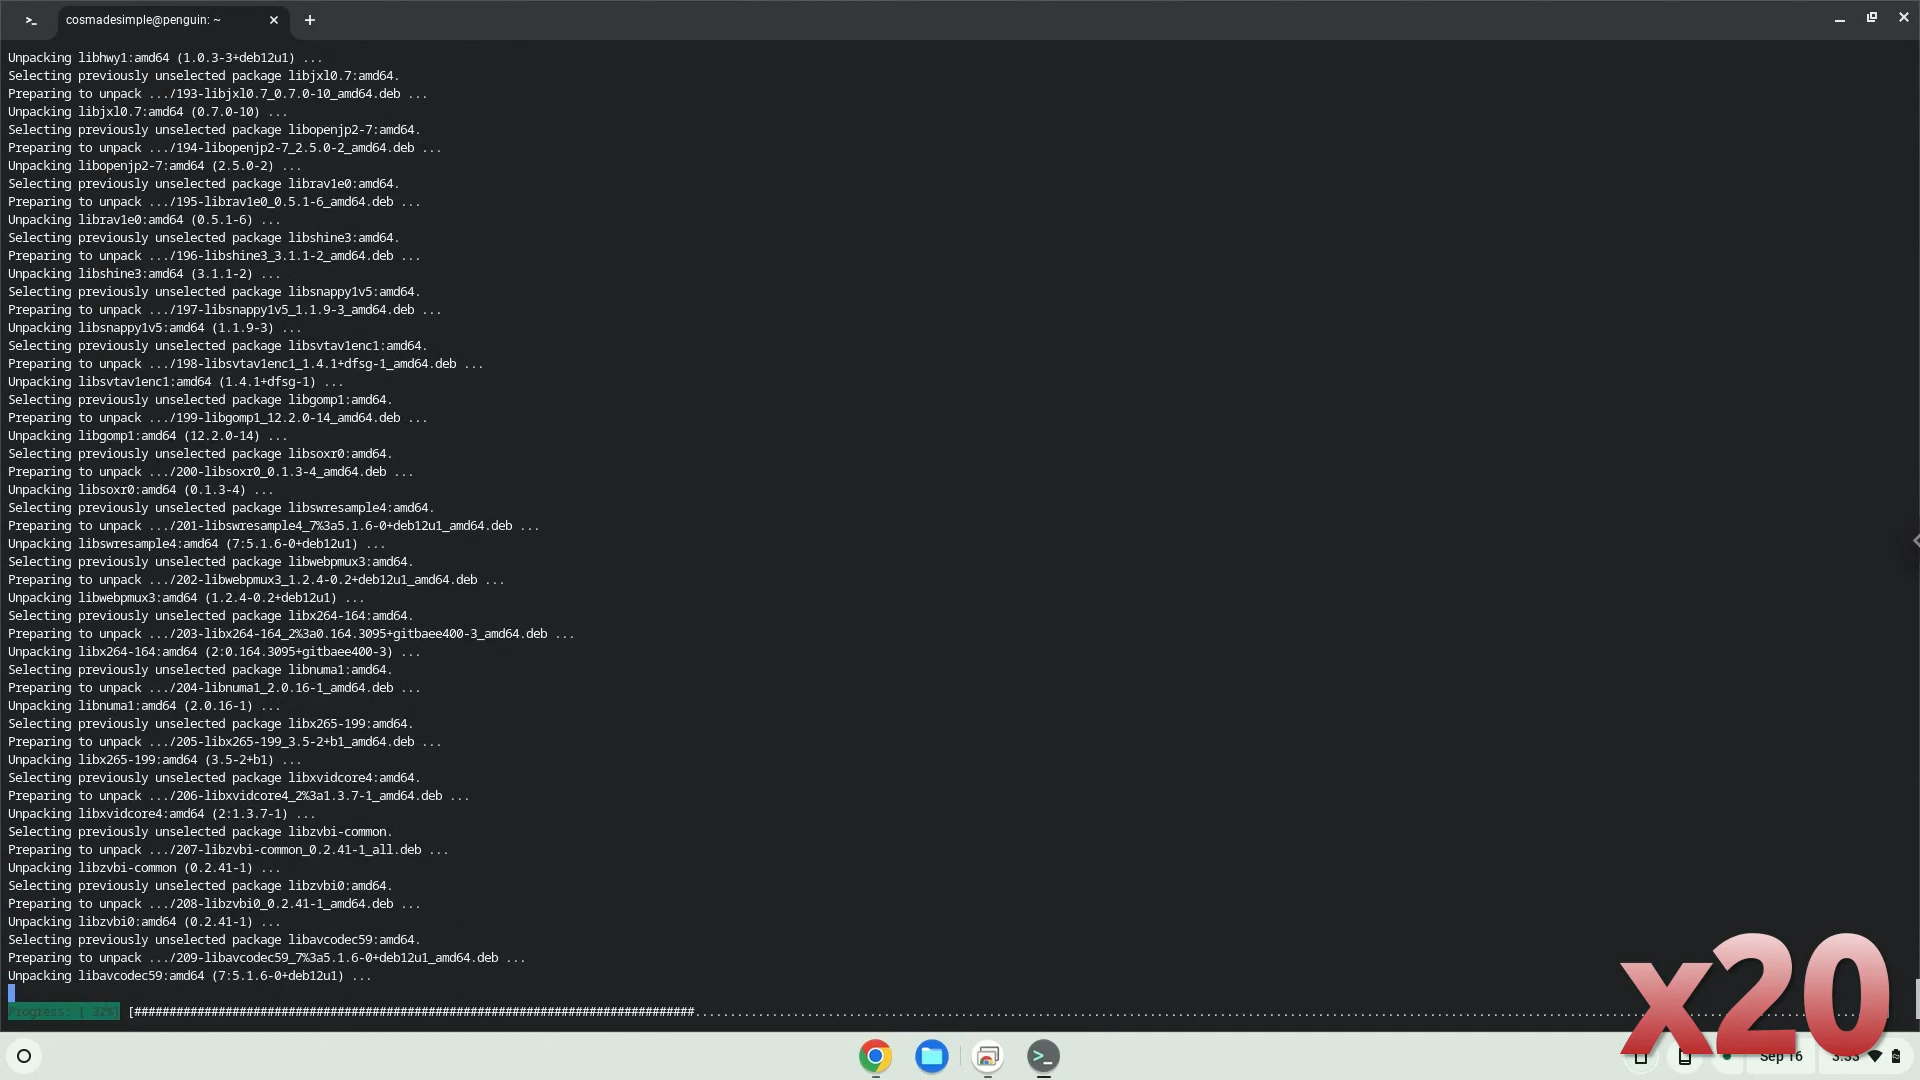 cosmadesimple@penguin: ~
Unpacking libhwy1:amd64 (1.0.3-3+deb12u1) ...
Selecting previously unselected package libjxl0.7:amd64.
Preparing to unpack .../193-libjxl0.7_0.7.0-10_amd64.deb ...
Unpacking libjxl0.7:amd64 (0.7.0-10) ...
Selecting previously unselected package libopenjp2-7:amd64.
Preparing to unpack .../194-libopenjp2-7_2.5.0-2_amd64.deb ...
Unpacking libopenjp2-7:amd64 (2.5.0-2) ...
Selecting previously unselected package librav1e0:amd64.
Preparing to unpack .../195-librav1e0_0.5.1-6_amd64.deb ...
Unpacking librav1e0:amd64 (0.5.1-6) ...
Selecting previously unselected package libshine3:amd64.
Preparing to unpack .../196-libshine3_3.1.1-2_amd64.deb ...
Unpacking libshine3:amd64 (3.1.1-2) ...
Selecting previously unselected package libsnappy1v5:amd64.
Preparing to unpack .../197-libsnappy1v5_1.1.9-3_amd64.deb ...
Unpacking libsnappy1v5:amd64 (1.1.9-3) ...
Selecting previously unselected package libsvtav1enc1:amd64.
Preparing to unpack .../198-libsvtav1enc1_1.4.1+dfsg-1_amd64.deb ...
Unpacking libsvtav1enc1:amd64 (1.4.1+dfsg-1) ...
Selecting previously unselected package libgomp1:amd64.
Preparing to unpack .../199-libgomp1_12.2.0-14_amd64.deb ...
Unpacking libgomp1:amd64 (12.2.0-14) ...
Selecting previously unselected package libsoxr0:amd64.
Preparing to unpack .../200-libsoxr0_0.1.3-4_amd64.deb ...
Unpacking libsoxr0:amd64 (0.1.3-4) ...
Selecting previously unselected package libswresample4:amd64.
Preparing to unpack .../201-libswresample4_7%3a5.1.6-0+deb12u1_amd64.deb ...
Unpacking libswresample4:amd64 (7:5.1.6-0+deb12u1) ...
Selecting previously unselected package libwebpmux3:amd64.
Preparing to unpack .../202-libwebpmux3_1.2.4-0.2+deb12u1_amd64.deb ...
Unpacking libwebpmux3:amd64 (1.2.4-0.2+deb12u1) ...
Selecting previously unselected package libx264-164:amd64.
Preparing to unpack .../203-libx264-164_2%3a0.164.3095+gitbaee400-3_amd64.deb ...
Unpacking libx264-164:amd64 (2:0.164.3095+gitbaee400-3) ...
Selecting previously unselected package libnuma1:amd64.
Preparing to unpack .../204-libnuma1_2.0.16-1_amd64.deb ...
Unpacking libnuma1:amd64 (2.0.16-1) ...
Selecting previously unselected package libx265-199:amd64.
Preparing to unpack .../205-libx265-199_3.5-2+b1_amd64.deb ...
Unpacking libx265-199:amd64 (3.5-2+b1) ...
Selecting previously unselected package libxvidcore4:amd64.
Preparing to unpack .../206-libxvidcore4_2%3a1.3.7-1_amd64.deb ...
Unpacking libxvidcore4:amd64 (2:1.3.7-1) ...
Selecting previously unselected package libzvbi-common.
Preparing to unpack .../207-libzvbi-common_0.2.41-1_all.deb ...
Unpacking libzvbi-common (0.2.41-1) ...
Selecting previously unselected package libzvbi0:amd64.
Preparing to unpack .../208-libzvbi0_0.2.41-1_amd64.deb ...
Unpacking libzvbi0:amd64 (0.2.41-1) ...
Selecting previously unselected package libavcodec59:amd64.
Preparing to unpack .../209-libavcodec59_7%3a5.1.6-0+deb12u1_amd64.deb ...
Unpacking libavcodec59:amd64 (7:5.1.6-0+deb12u1) ...
Progress: [ 32%] [################################################################################.....
x20
Sep 16
3:33